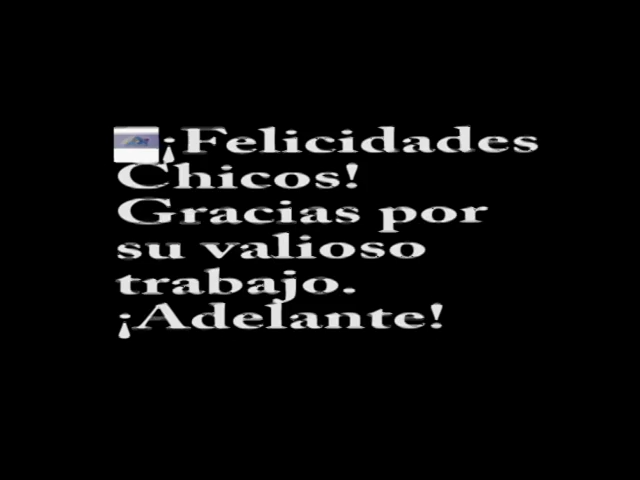 ¡Felicidades
Chicos!
Gracias por
su valioso
trabajo.
¡Adelante!